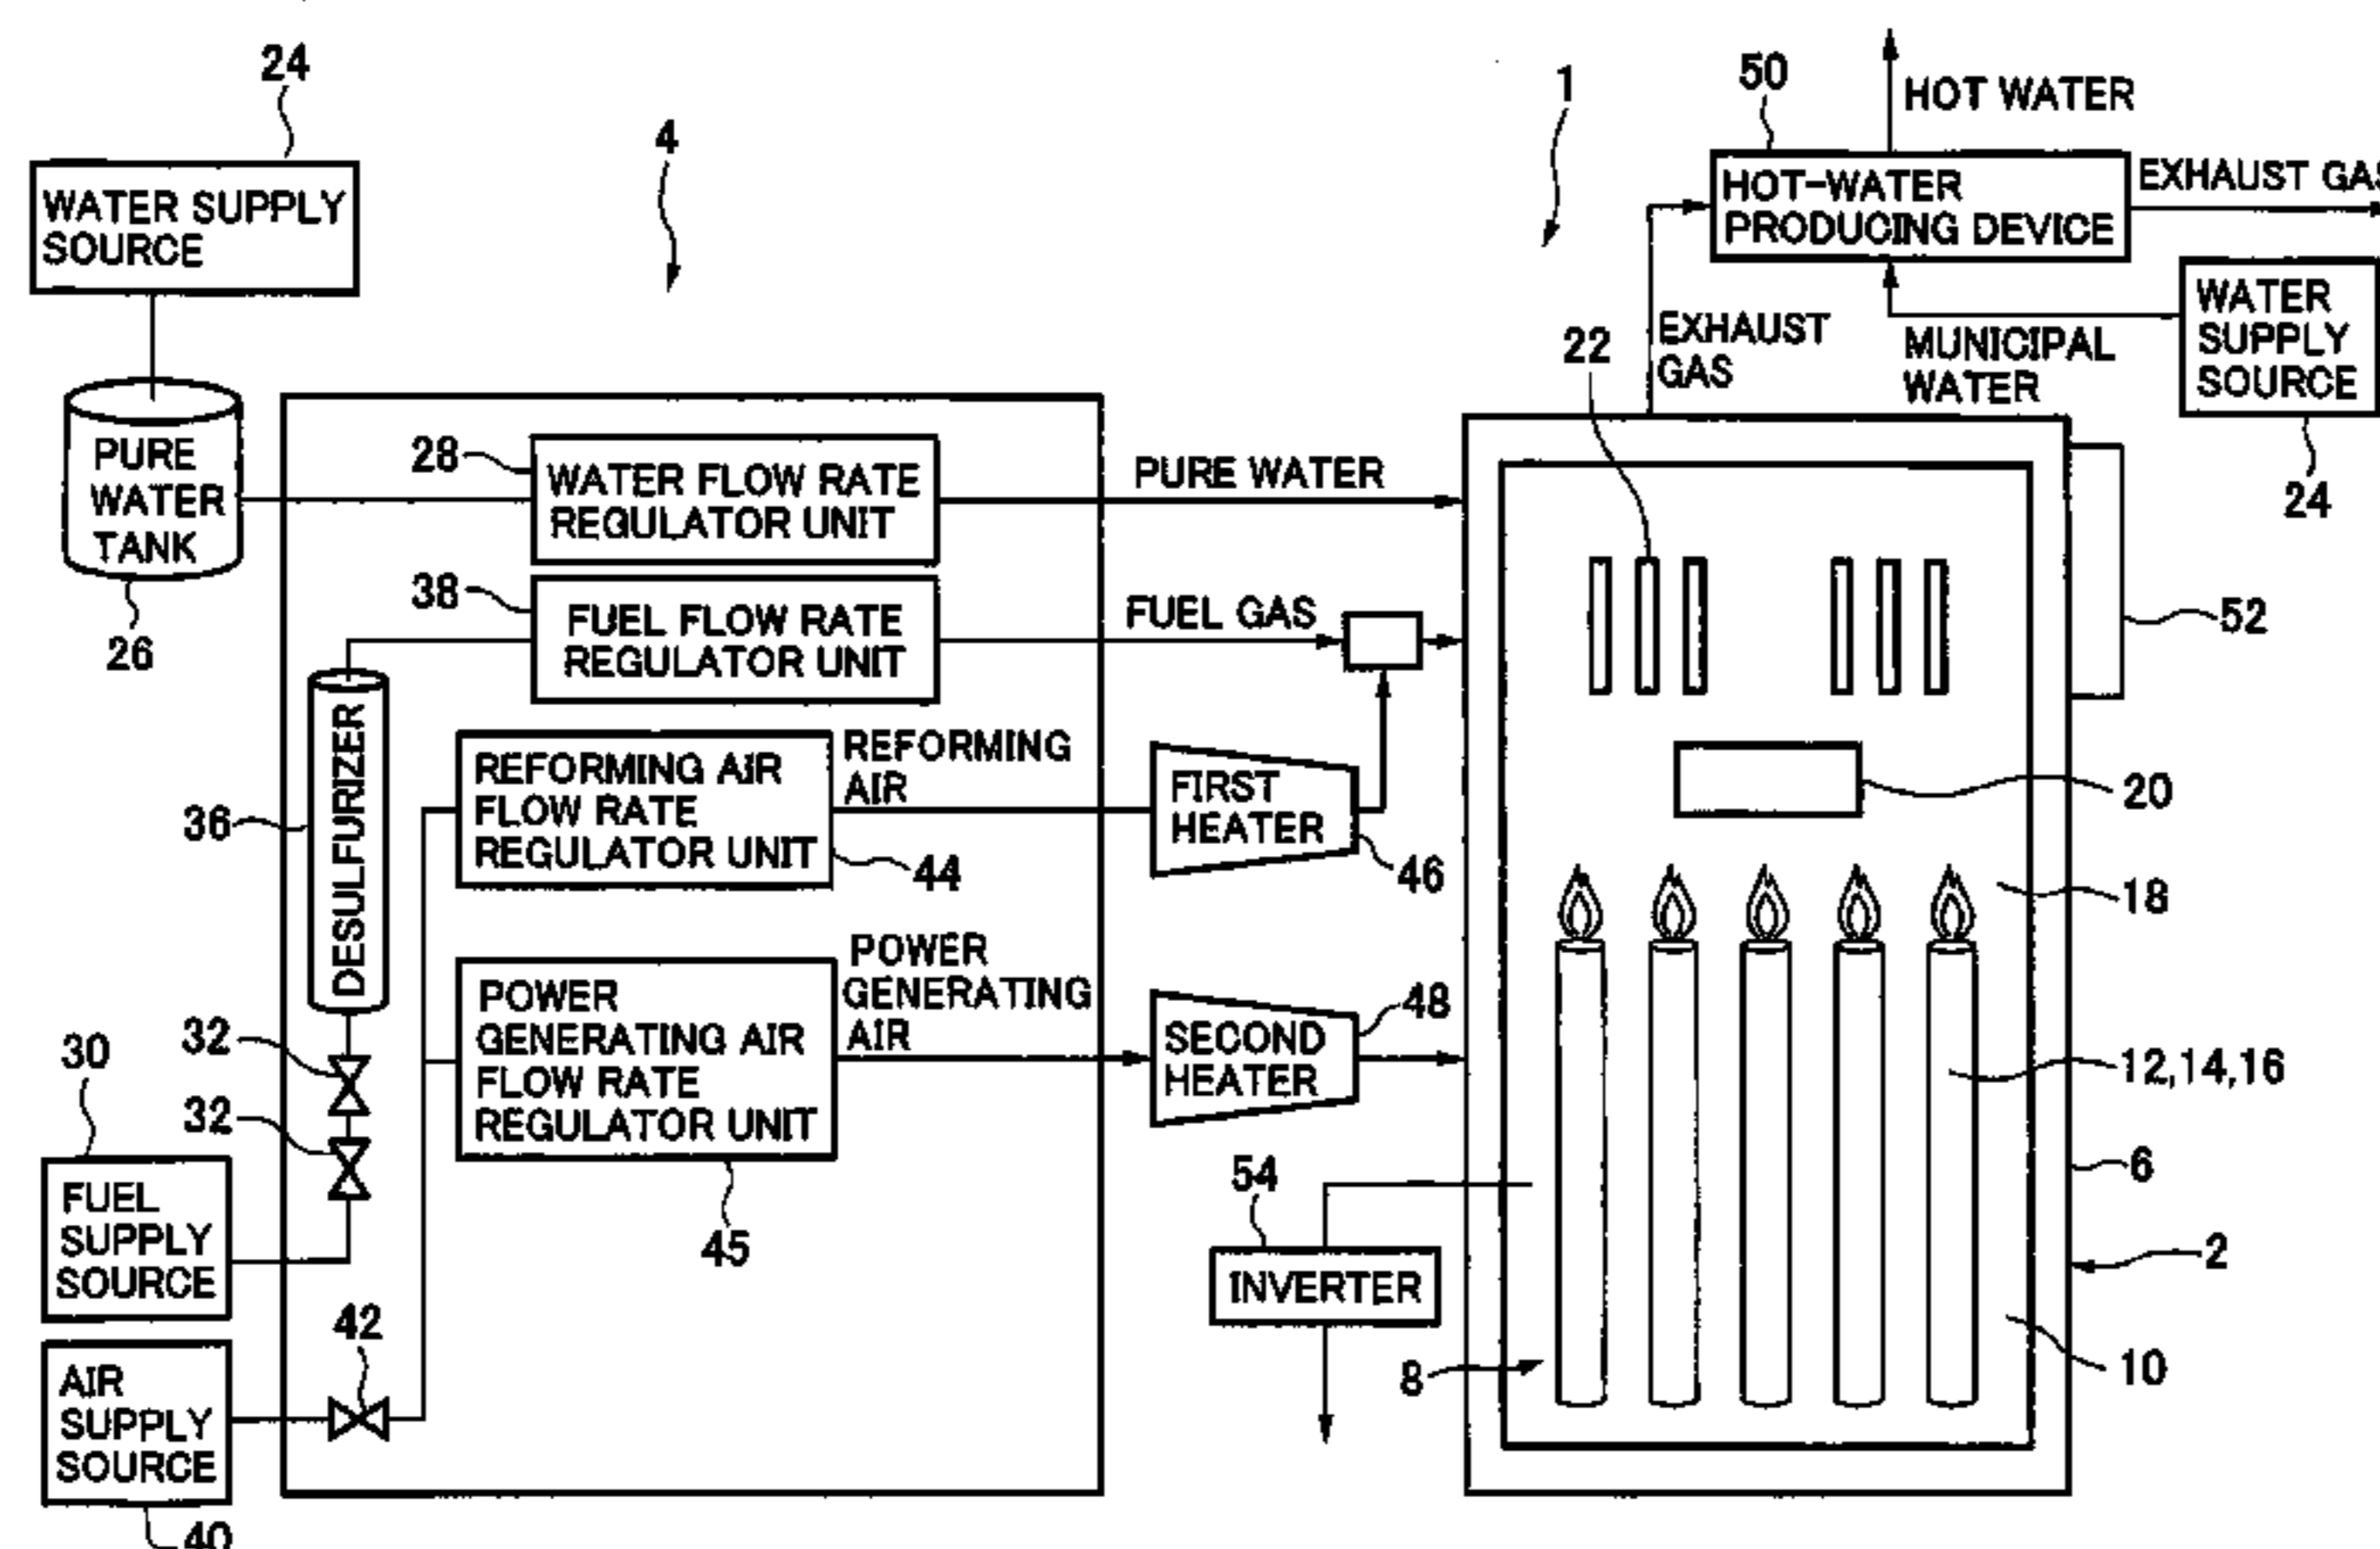 24
WATER SUPPLY
SOURCE
4
1
50
HOT WATER
HOT-WATER
PRODUCING DEVICE
EXHAUST GAS
WATER
SUPPLY
SOURCE
24
EXHAUST
GAS
MUNICIPAL
WATER
22
PURE
WATER
TANK
26
28
WATER FLOW RATE
REGULATOR UNIT
PURE WATER
38
FUEL FLOW RATE
REGULATOR UNIT
FUEL GAS
52
36
DESULFURIZER
REFORMING AIR
FLOW RATE
REGULATOR UNIT
44
REFORMING
AIR
FIRST
HEATER
46
20
18
POWER
GENERATING AIR
FLOW RATE
REGULATOR UNIT
45
POWER
GENERATING
AIR
SECOND
HEATER
48
12,14,16
32
32
30
FUEL
SUPPLY
SOURCE
54
INVERTER
6
2
8
10
42
AIR
SUPPLY
SOURCE
40